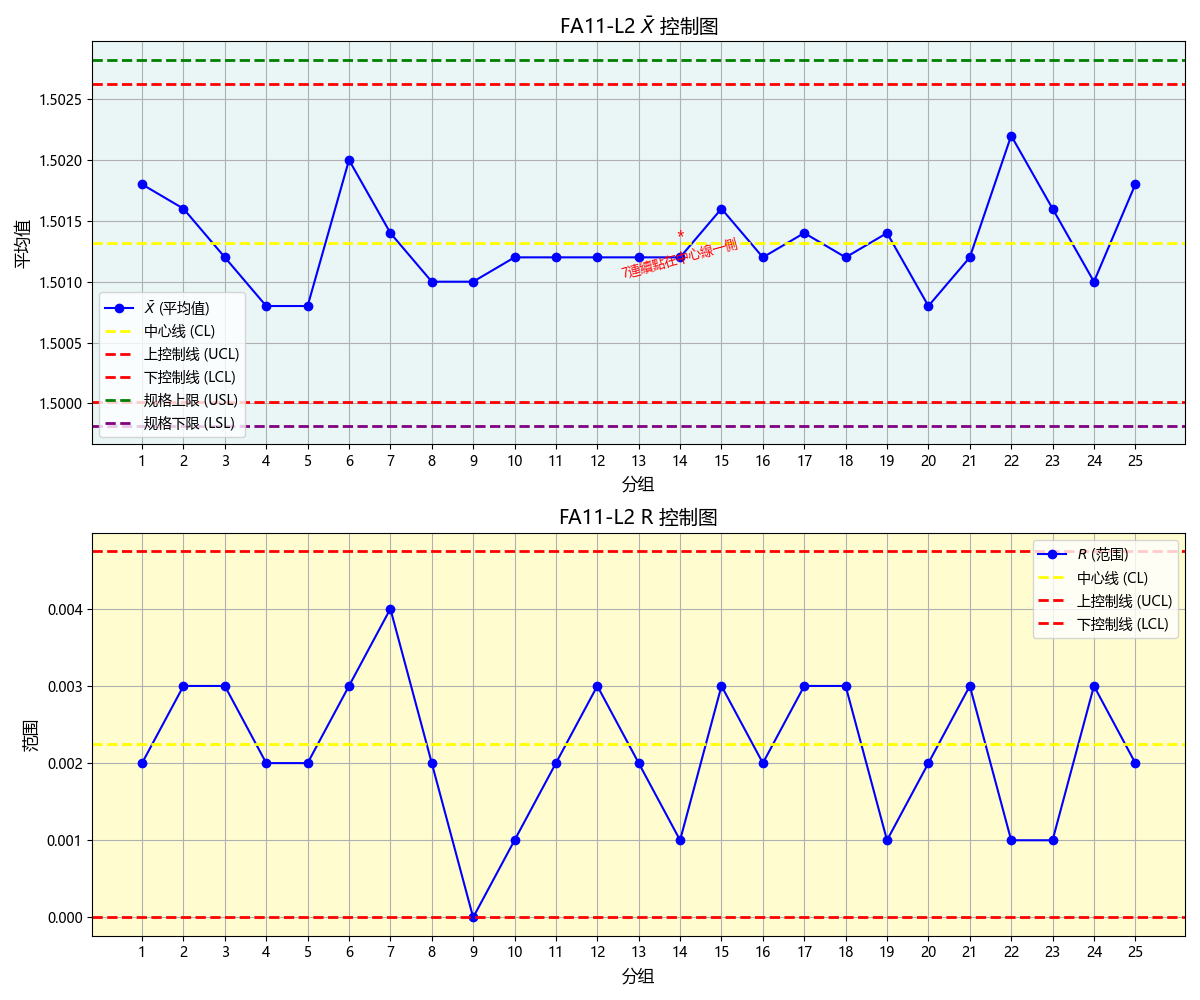 FA11-L2 X̄ 控制图
平均值
1.5025
1.5020
1.5015
1.5010
1.5005
1.5000
*
7連續點在中心線一側
X̄ (平均值)
中心线 (CL)
上控制线 (UCL)
下控制线 (LCL)
规格上限 (USL)
规格下限 (LSL)
1 2 3 4 5 6 7 8 9 10 11 12 13 14 15 16 17 18 19 20 21 22 23 24 25
分组
FA11-L2 R 控制图
范围
0.004
0.003
0.002
0.001
0.000
R (范围)
中心线 (CL)
上控制线 (UCL)
下控制线 (LCL)
1 2 3 4 5 6 7 8 9 10 11 12 13 14 15 16 17 18 19 20 21 22 23 24 25
分组